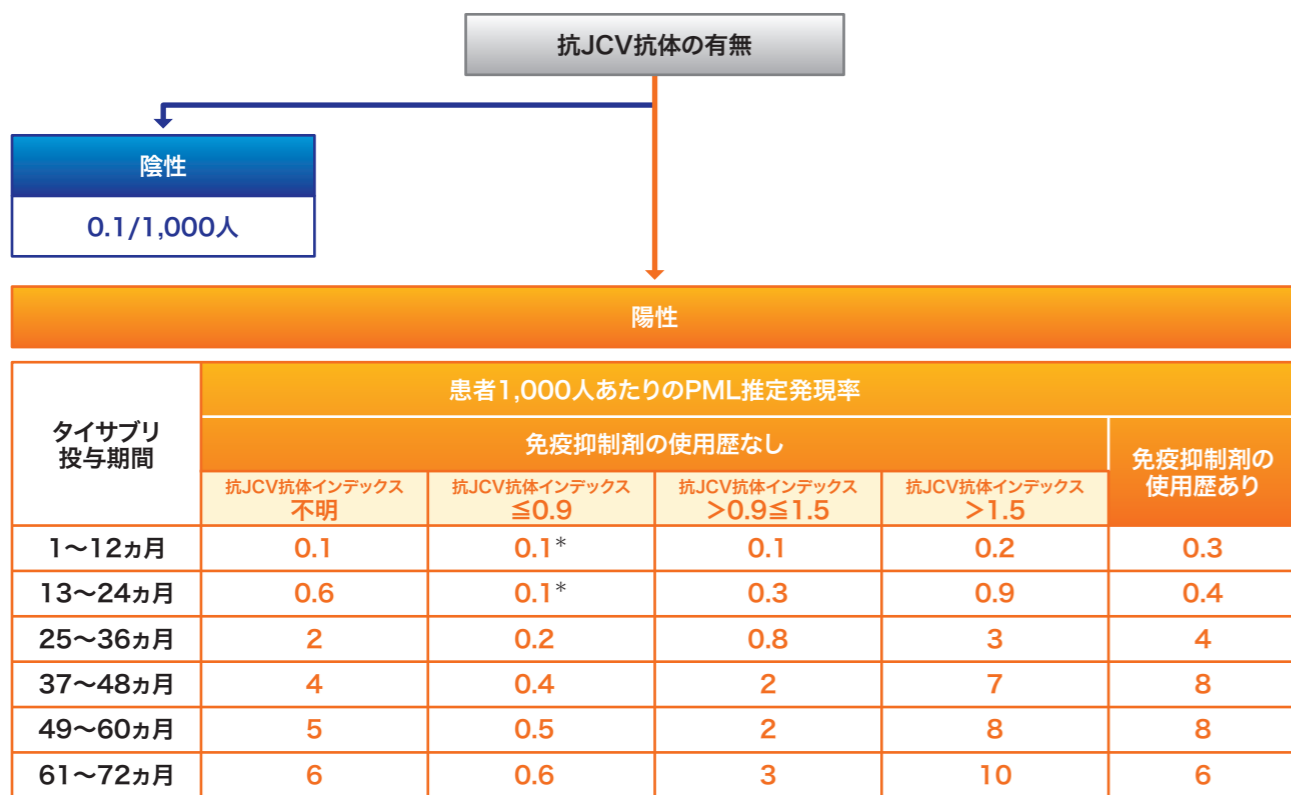 抗JCV抗体の有無
陰性
0.1/1,000人
陽性
タイサブリ
投与期間
患者1,000人あたりのPML推定発現率
免疫抑制剤の使用歴なし
免疫抑制剤の
使用歴あり
抗JCV抗体インデックス
不明
抗JCV抗体インデックス
≦0.9
抗JCV抗体インデックス
>0.9≦1.5
抗JCV抗体インデックス
>1.5
1〜12ヵ月 0.1 0.1* 0.1 0.2 0.3
13〜24ヵ月 0.6 0.1* 0.3 0.9 0.4
25〜36ヵ月 2 0.2 0.8 3 4
37〜48ヵ月 4 0.4 2 7 8
49〜60ヵ月 5 0.5 2 8 8
61〜72ヵ月 6 0.6 3 10 6